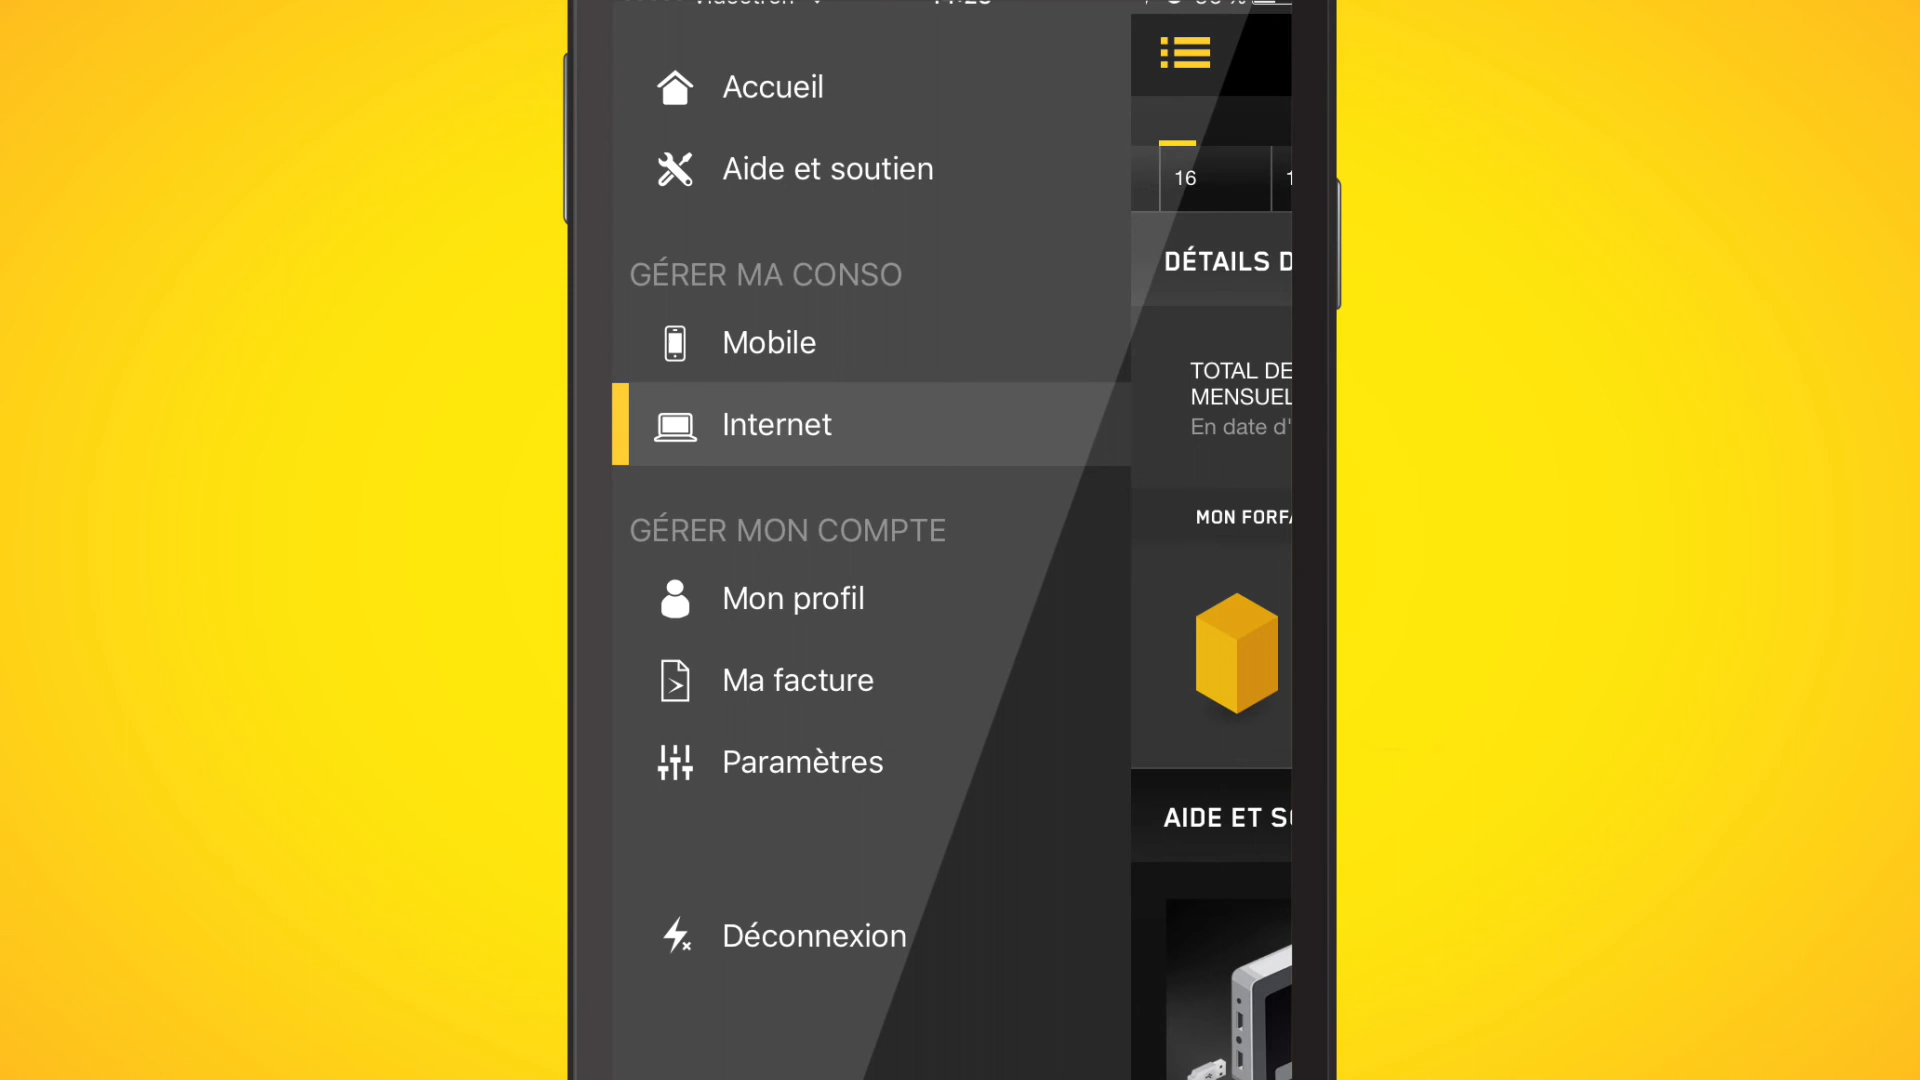 Accueil
Aide et soutien
GÉRER MA CONSO
Mobile
Internet
GÉRER MON COMPTE
Mon profil
Ma facture
Paramètres
Déconnexion
16
DÉTAILS
TOTAL DE
MENSUEL
En date d'
MON
AIDE ET